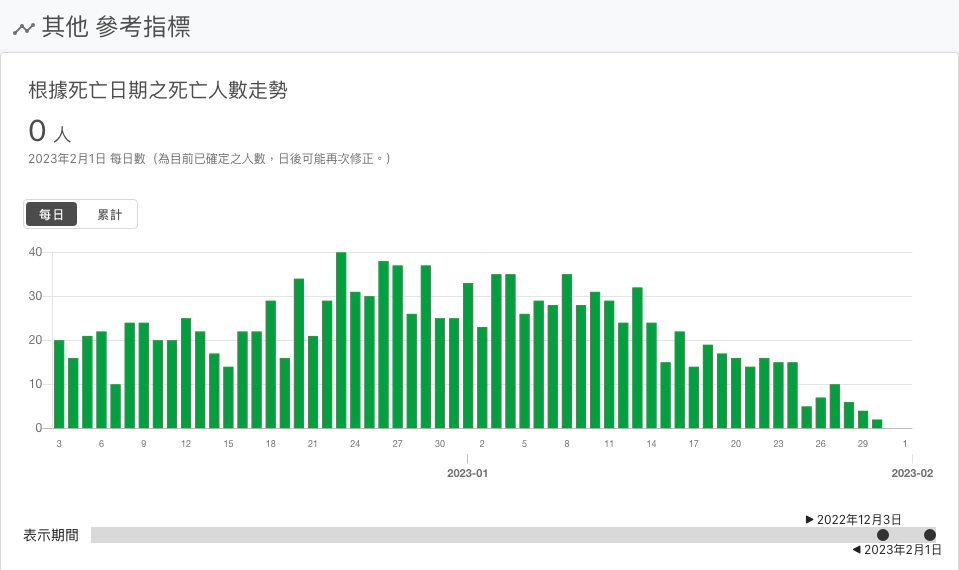 其他 參考指標
根據死亡日期之死亡人數走勢
0 人
2023年2月1日 每日數（為目前已確定之人數，日後可能再次修正。）
每日 累計
40
30
20
10
0
3 6 9 12 15 18 21 24 27 30 2 5 8 11 14 17 20 23 26 29 1
2023-01 2023-02
►2022年12月3日
表示期間
◄2023年2月1日